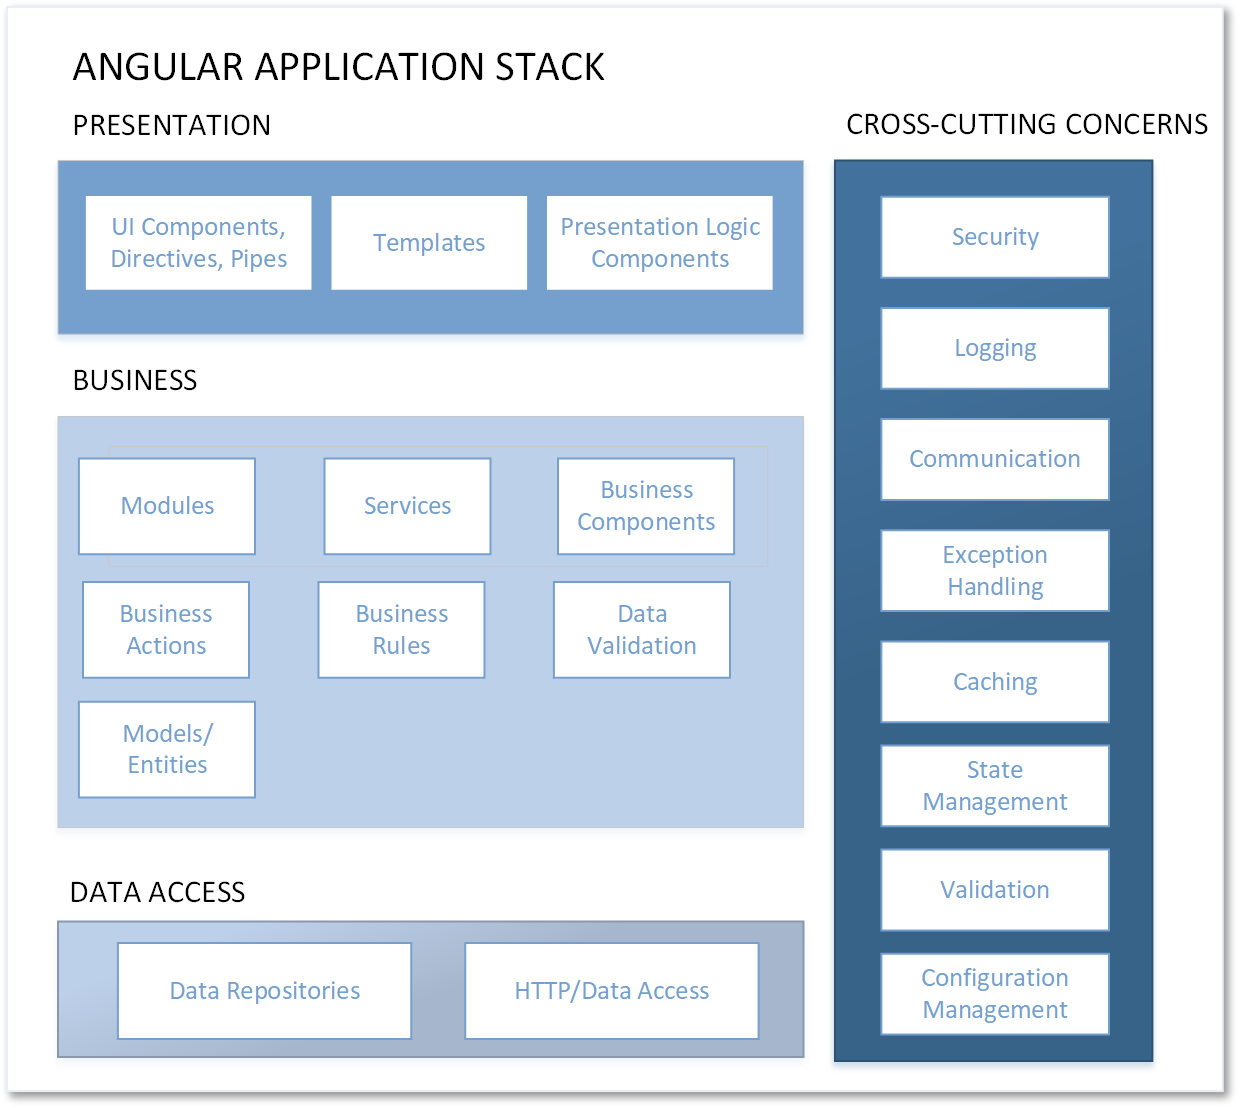 ANGULAR APPLICATION STACK
PRESENTATION
UI Components,
Directives, Pipes
Templates
Presentation Logic
Components
BUSINESS
Modules
Services
Business
Components
Business
Actions
Business
Rules
Data
Validation
Models/
Entities
DATA ACCESS
Data Repositories
HTTP/Data Access
CROSS-CUTTING CONCERNS
Security
Logging
Communication
Exception
Handling
Caching
State
Management
Validation
Configuration
Management